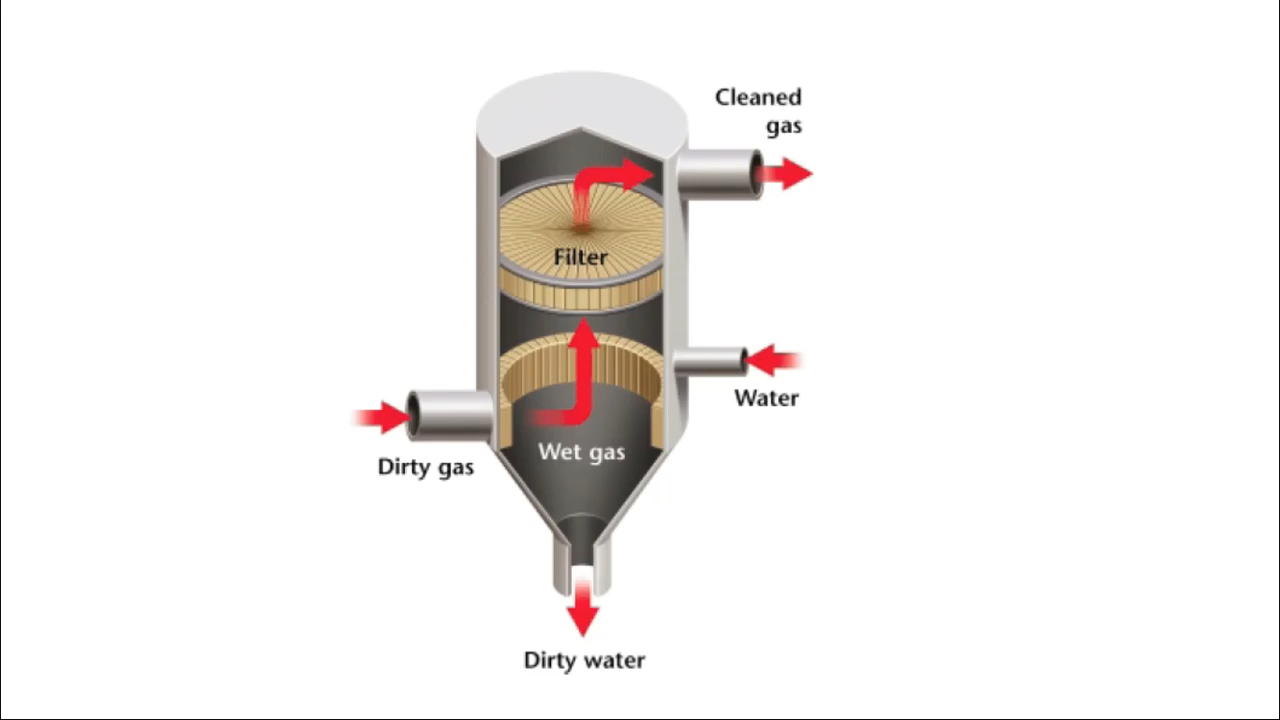 Cleaned
gas
Filter
Water
Wet gas
Dirty gas
Dirty water